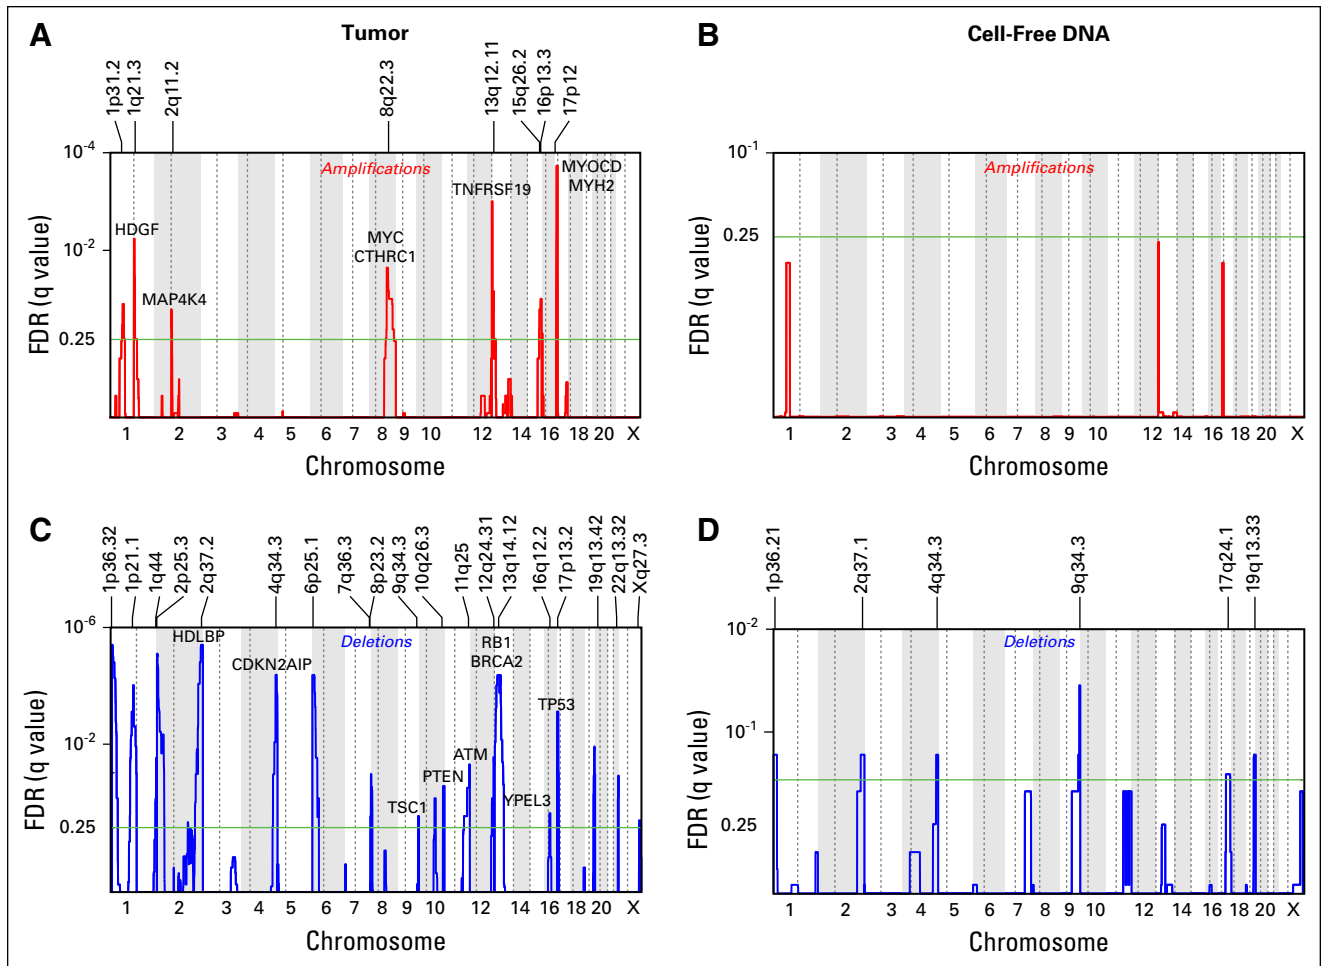 A
Tumor
1p31.2
1q21.3
2q11.2
8q22.3
13q12.11
15q26.2
16p13.3
17p12
10-4
10-2
0.25
FDR (q value)
Amplifications
HDGF
MAP4K4
MYC
CTHRC1
TNFRSF19
MYOCD
MYH2
1 2 3 4 5 6 7 8 9 10 12 14 16 18 20 X
Chromosome
B
Cell-Free DNA
10-1
0.25
FDR (q value)
Amplifications
1 2 3 4 5 6 7 8 9 10 12 14 16 18 20 X
Chromosome
C
1p36.32
1p21.1
1q44
2p25.3
2q37.2
4q34.3
6p25.1
7q36.3
8p23.2
9q34.3
10q26.3
11q25
12q24.31
13q14.12
16q12.2
17p13.2
19q13.42
22q13.32
Xq27.3
10-6
10-2
0.25
FDR (q value)
Deletions
HDLBP
CDKN2AIP
RB1
BRCA2
TP53
ATM
PTEN
TSC1
YPEL3
1 2 3 4 5 6 7 8 9 10 12 14 16 18 20 X
Chromosome
D
1p36.21
2q37.1
4q34.3
9q34.3
17q24.1
19q13.33
10-2
10-1
0.25
FDR (q value)
Deletions
1 2 3 4 5 6 7 8 9 10 12 14 16 18 20 X
Chromosome